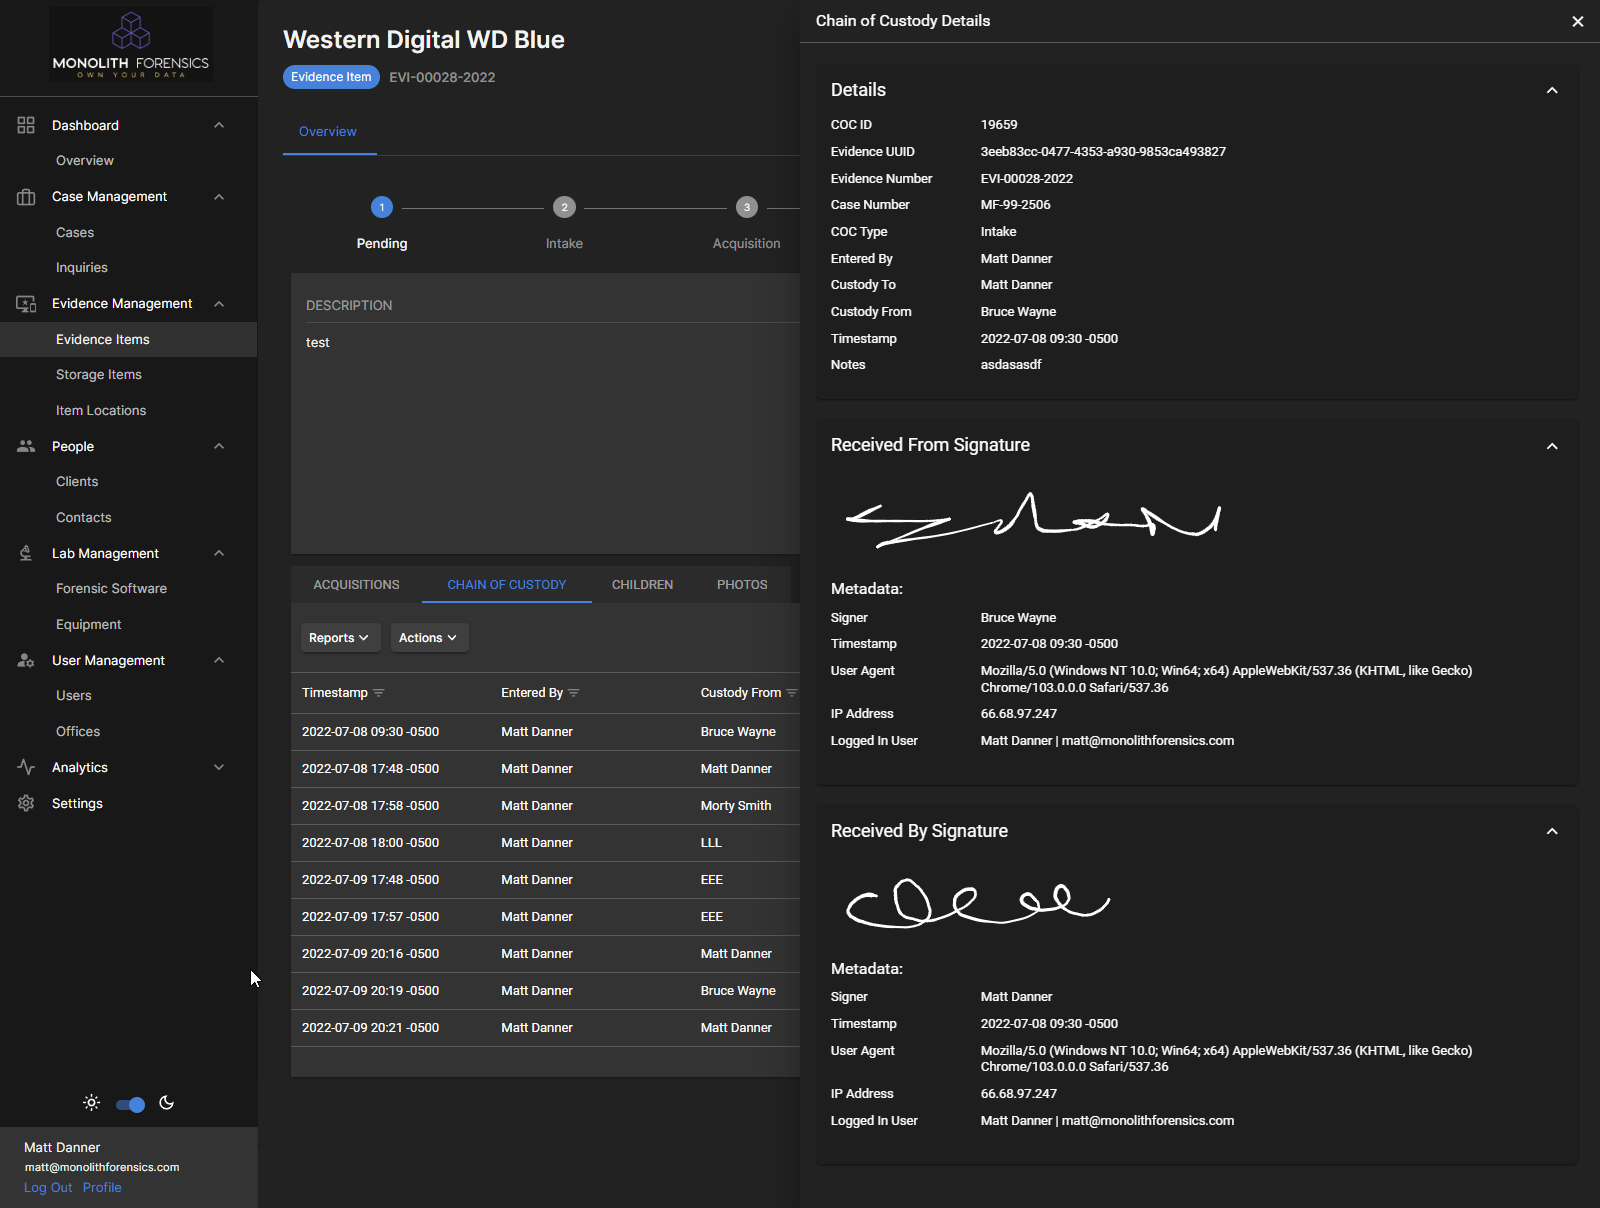 MONOLITH FORENSICS
OWN YOUR DATA
Dashboard
Overview
Case Management
Cases
Inquiries
Evidence Management
Evidence Items
Storage Items
Item Locations
People
Clients
Contacts
Lab Management
Forensic Software
Equipment
User Management
Users
Offices
Analytics
Settings
Matt Danner
matt@monolithforensics.com
Log Out Profile
Western Digital WD Blue
Evidence Item EVI-00028-2022
Overview
1 2 3
Pending Intake Acquisition
DESCRIPTION
test
ACQUISITIONS CHAIN OF CUSTODY CHILDREN PHOTOS
Reports Actions
Timestamp Entered By Custody From
2022-07-08 09:30 -0500 Matt Danner Bruce Wayne
2022-07-08 17:48 -0500 Matt Danner Matt Danner
2022-07-08 17:58 -0500 Matt Danner Morty Smith
2022-07-08 18:00 -0500 Matt Danner LLL
2022-07-09 17:48 -0500 Matt Danner EEE
2022-07-09 17:57 -0500 Matt Danner EEE
2022-07-09 20:16 -0500 Matt Danner Matt Danner
2022-07-09 20:19 -0500 Matt Danner Bruce Wayne
2022-07-09 20:21 -0500 Matt Danner Matt Danner
Chain of Custody Details
Details
COC ID 19659
Evidence UUID 3eeb83cc-0477-4353-a930-9853ca493827
Evidence Number EVI-00028-2022
Case Number MF-99-2506
COC Type Intake
Entered By Matt Danner
Custody To Matt Danner
Custody From Bruce Wayne
Timestamp 2022-07-08 09:30 -0500
Notes asdasasdf
Received From Signature
Metadata:
Signer Bruce Wayne
Timestamp 2022-07-08 09:30 -0500
User Agent Mozilla/5.0 (Windows NT 10.0; Win64; x64) AppleWebKit/537.36 (KHTML, like Gecko)
Chrome/103.0.0.0 Safari/537.36
IP Address 66.68.97.247
Logged In User Matt Danner | matt@monolithforensics.com
Received By Signature
Metadata:
Signer Matt Danner
Timestamp 2022-07-08 09:30 -0500
User Agent Mozilla/5.0 (Windows NT 10.0; Win64; x64) AppleWebKit/537.36 (KHTML, like Gecko)
Chrome/103.0.0.0 Safari/537.36
IP Address 66.68.97.247
Logged In User Matt Danner | matt@monolithforensics.com